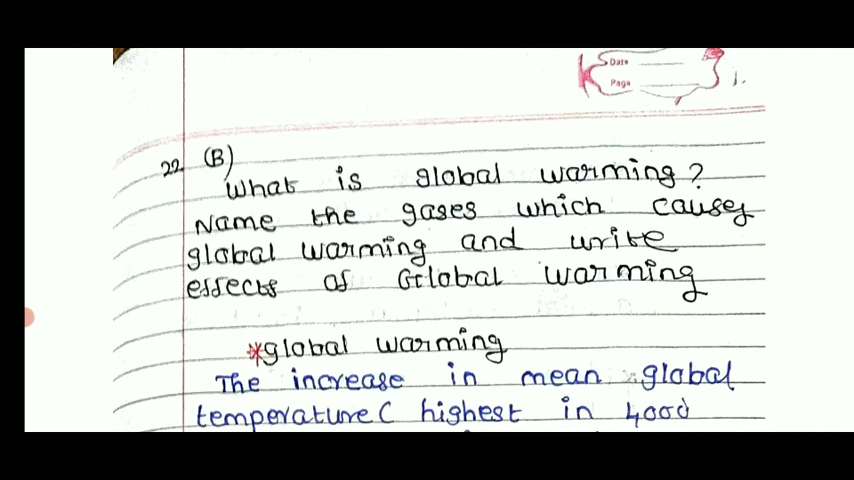 Date
Page
1.
22. (B)
What is global warming?
Name the gases which causes
global warming and write
effects of Global warming
*global warming
The increase in mean global
temperature ( highest in 4000